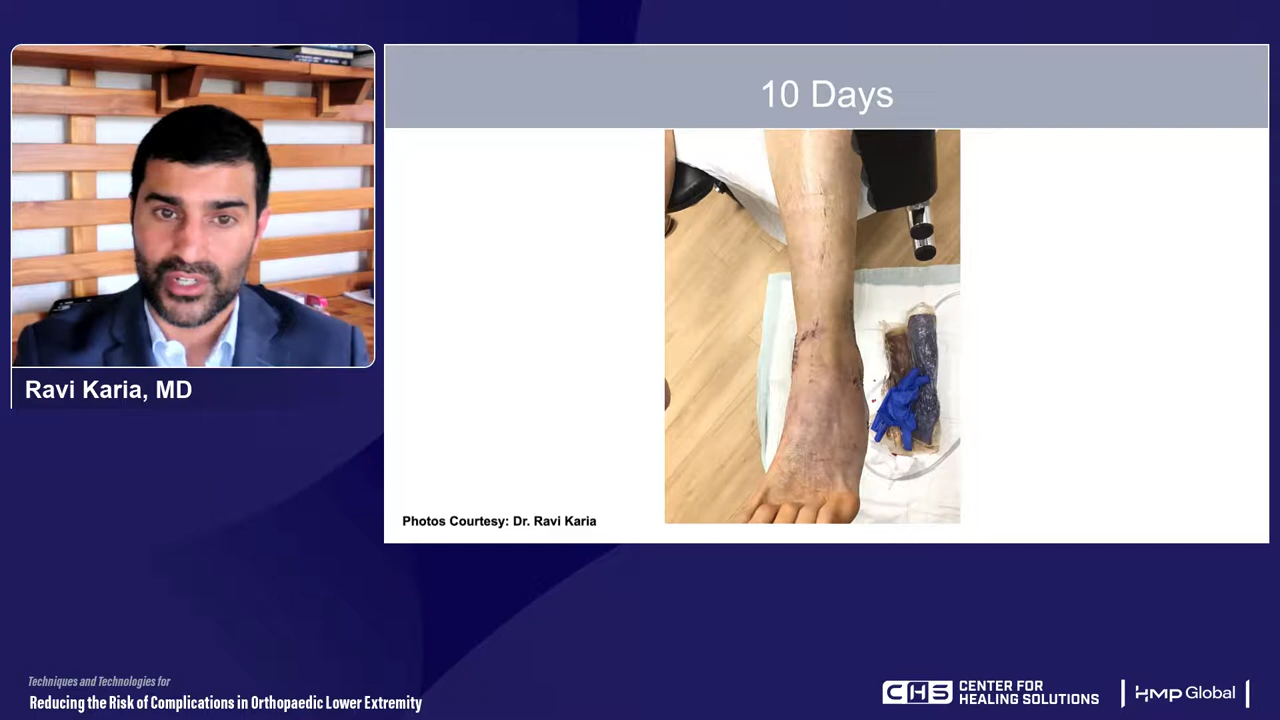 10 Days
Ravi Karia, MD
Photos Courtesy: Dr. Ravi Karia
Techniques and Technologies for
Reducing the Risk of Complications in Orthopaedic Lower Extremity
CHS CENTER FOR
HEALING SOLUTIONS
HMP Global